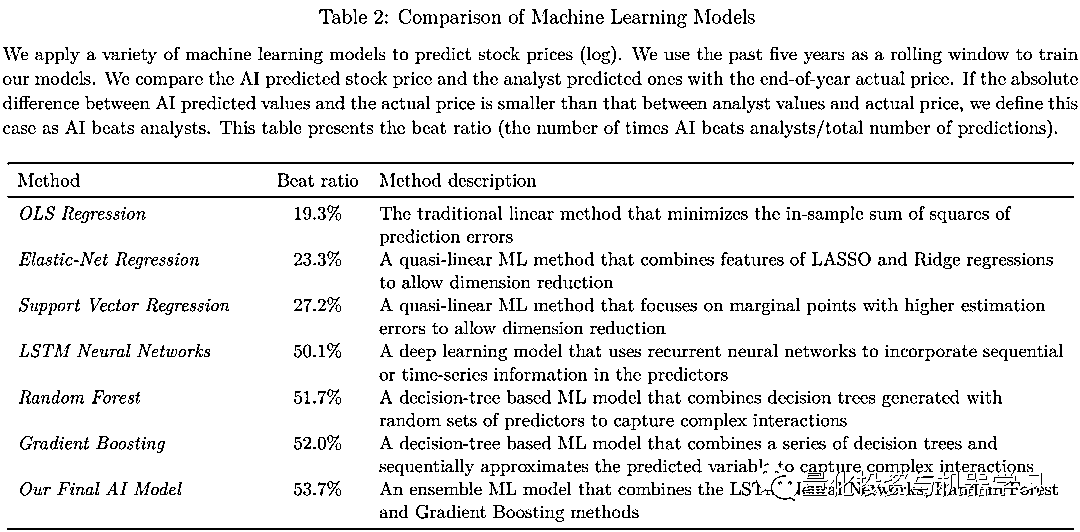 Table 2: Comparison of Machine Learning Models
We apply a variety of machine learning models to predict stock prices (log). We use the past five years as a rolling window to train
our models. We compare the AI predicted stock price and the analyst predicted ones with the end-of-year actual price. If the absolute
difference between AI predicted values and the actual price is smaller than that between analyst values and actual price, we define this
case as AI beats analysts. This table presents the beat ratio (the number of times AI beats analysts/total number of predictions).
Method Beat ratio Method description
OLS Regression 19.3% The traditional linear method that minimizes the in-sample sum of squares of
prediction errors
Elastic-Net Regression 23.3% A quasi-linear ML method that combines features of LASSO and Ridge regressions
to allow dimension reduction
Support Vector Regression 27.2% A quasi-linear ML method that focuses on marginal points with higher estimation
errors to allow dimension reduction
LSTM Neural Networks 50.1% A deep learning model that uses recurrent neural networks to incorporate sequential
or time-series information in the predictors
Random Forest 51.7% A decision-tree based ML model that combines decision trees generated with
random sets of predictors to capture complex interactions
Gradient Boosting 52.0% A decision-tree based ML model that combines a series of decision trees and
sequentially approximates the predicted variable to capture complex interactions
Our Final AI Model 53.7% An ensemble ML model that combines the LSTM Neural Networks, Random Forest
and Gradient Boosting methods
量化投资与机器学习